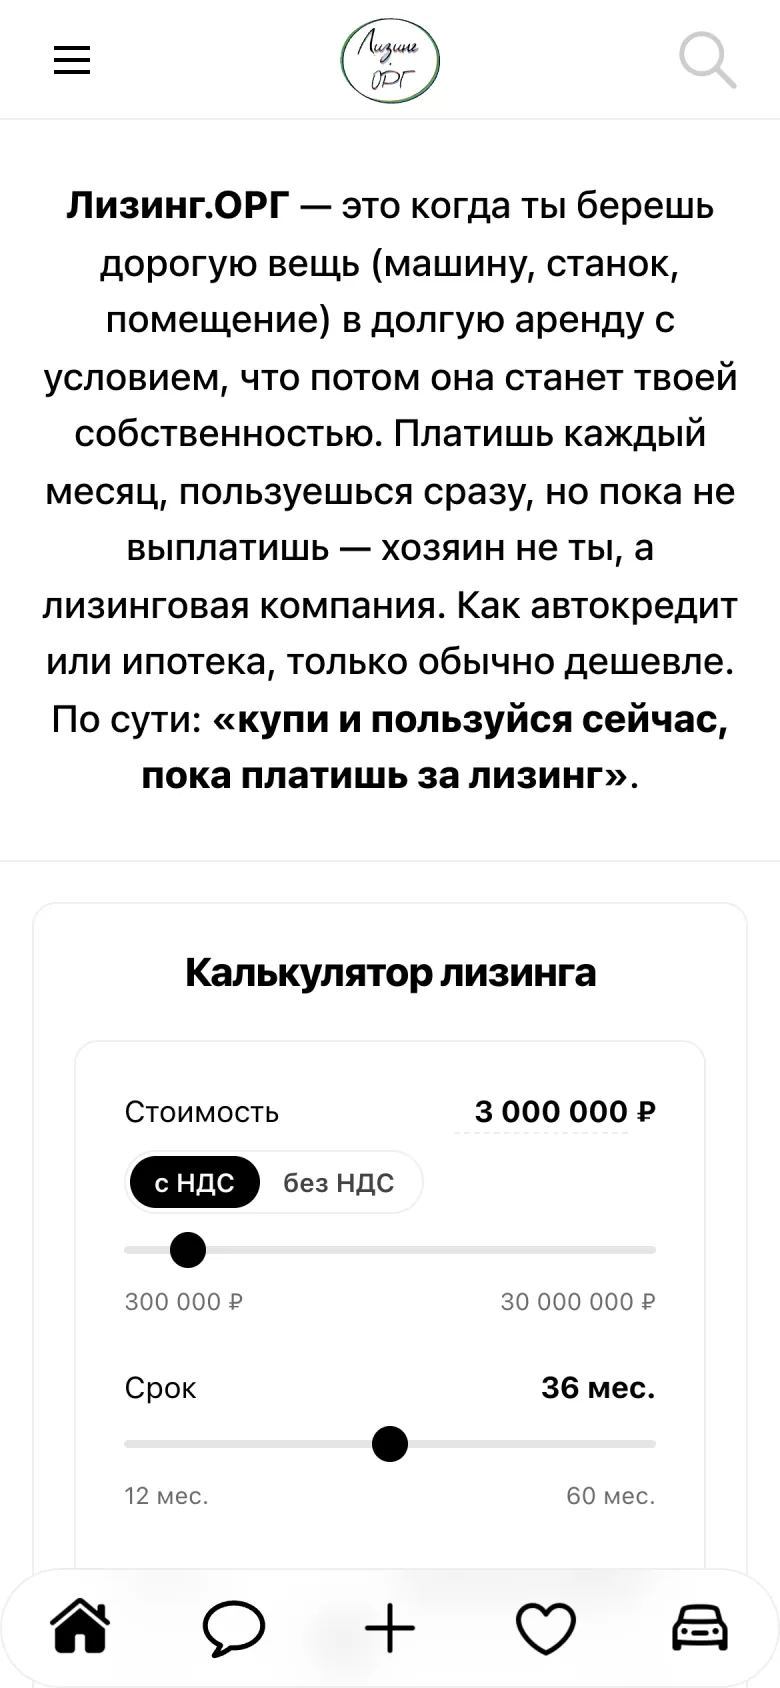 Лизинг
ОРГ
Лизинг.ОРГ — это когда ты берешь
дорогую вещь (машину, станок,
помещение) в долгую аренду с
условием, что потом она станет твоей
собственностью. Платишь каждый
месяц, пользуешься сразу, но пока не
выплатишь — хозяин не ты, а
лизинговая компания. Как автокредит
или ипотека, только обычно дешевле.
По сути: «купи и пользуйся сейчас,
пока платишь за лизинг».
Калькулятор лизинга
Стоимость 3 000 000 ₽
с НДС без НДС
300 000 ₽ 30 000 000 ₽
Срок 36 мес.
12 мес. 60 мес.